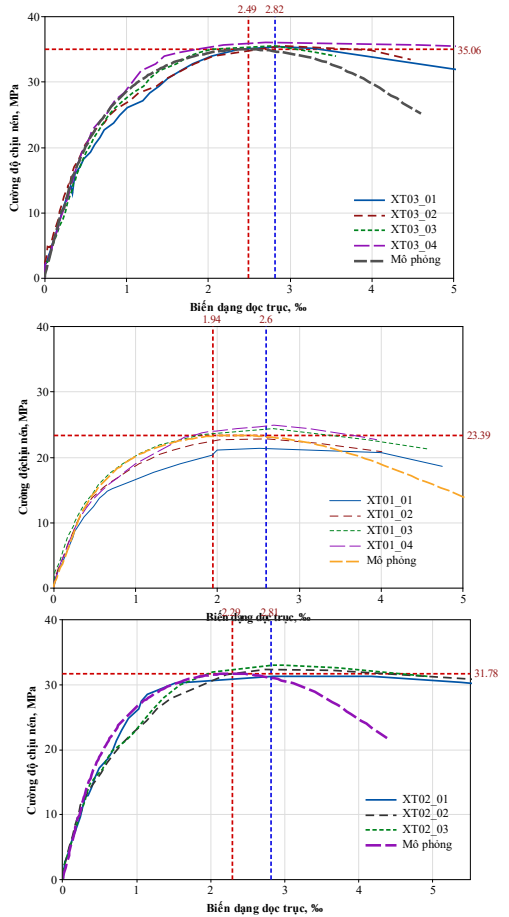 2.49 2.82
40
30
20
10
0
Cường độ chịu nén, MPa
35.06
XT03_01
XT03_02
XT03_03
XT03_04
Mô phỏng
0 1 2 3 4 5
Biến dạng dọc trục, ‰
1.94 2.6
40
30
20
10
0
Cường độchịu nén, MPa
23.39
XT01_01
XT01_02
XT01_03
XT01_04
Mô phỏng
0 1 2 3 4 5
Biến dạng dọc trục, ‰
2.29 2.81
40
30
20
10
0
Cường độ chịu nén, MPa
31.78
XT02_01
XT02_02
XT02_03
Mô phỏng
0 1 2 3 4 5
Biến dạng dọc trục, ‰